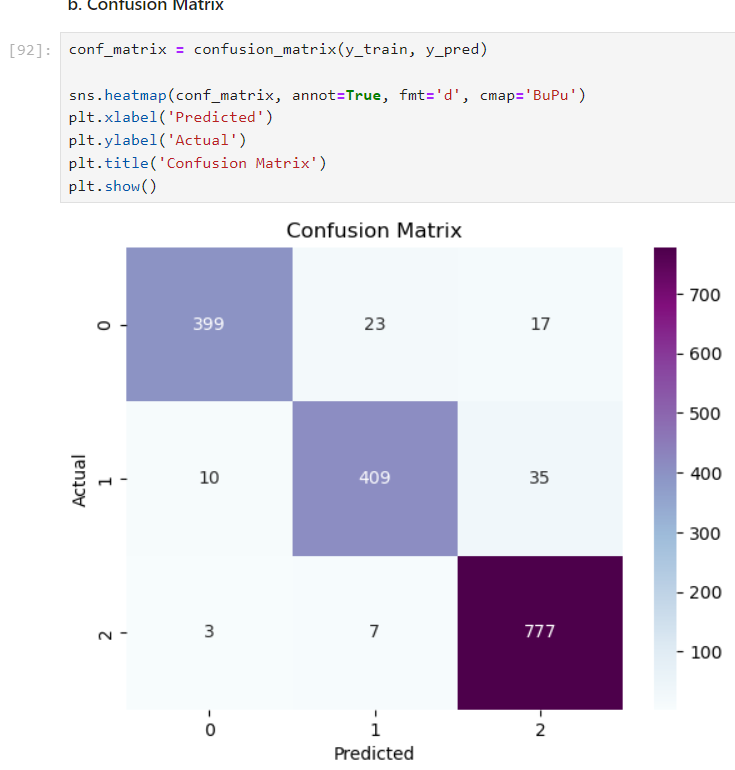 b. Confusion Matrix
[92]:
conf_matrix = confusion_matrix(y_train, y_pred)
sns.heatmap(conf_matrix, annot=True, fmt='d', cmap='BuPu')
plt.xlabel('Predicted')
plt.ylabel('Actual')
plt.title('Confusion Matrix')
plt.show()
Confusion Matrix
0
399
23
17
1
10
409
35
2
3
7
777
Actual
0
1
2
Predicted
700
600
500
400
300
200
100